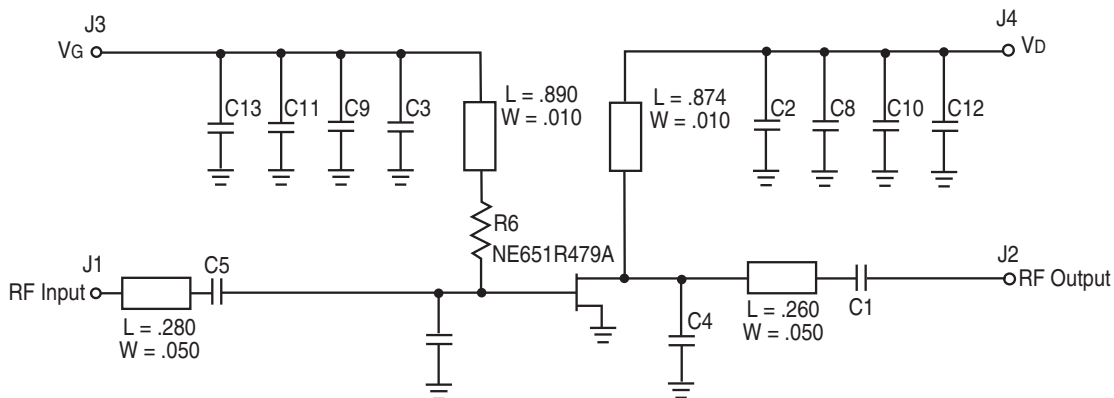 J3
VG
C13
C11
C9
C3
L = .890
W = .010
L = .874
W = .010
C2
C8
C10
C12
J4
VD
R6
NE651R479A
J1
RF Input
C5
L = .280
W = .050
C4
L = .260
W = .050
C1
J2
RF Output